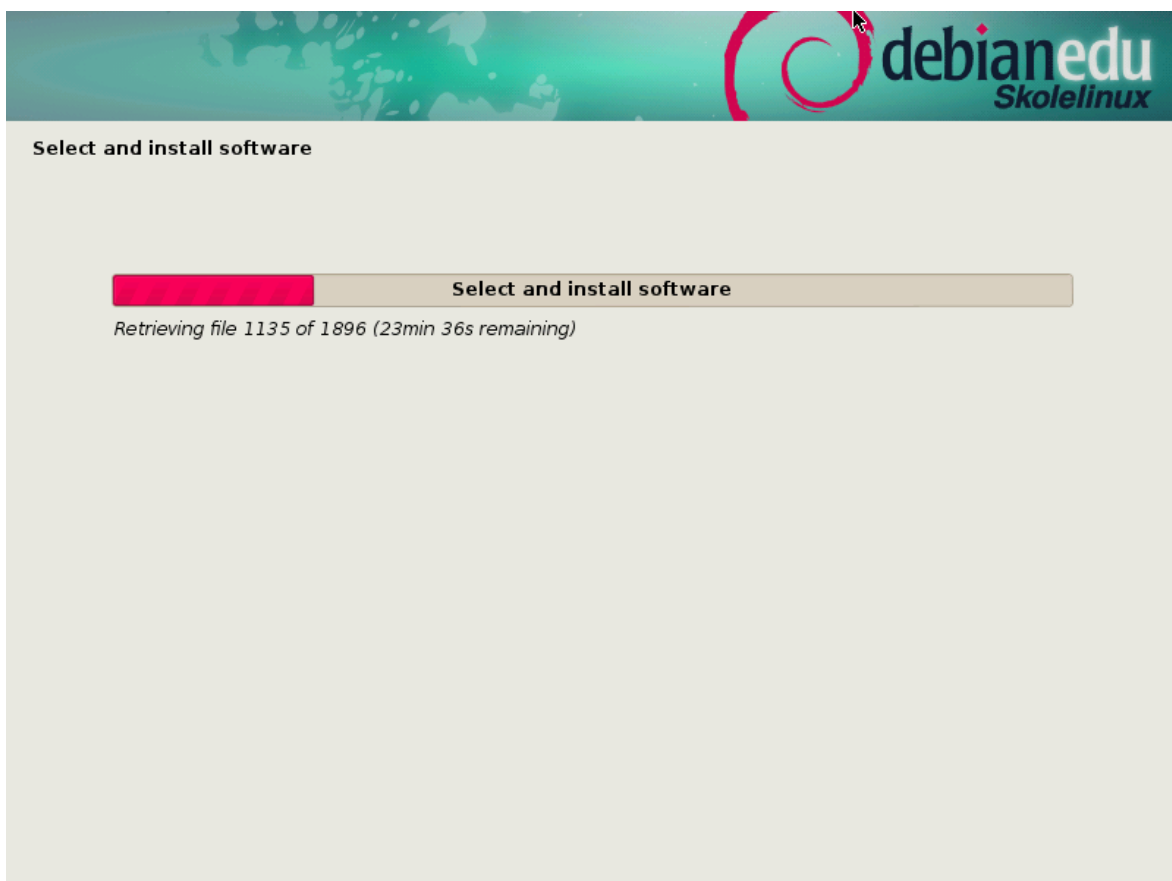 debianedu
Skolelinux
Select and install software
Select and install software
Retrieving file 1135 of 1896 (23min 36s remaining)